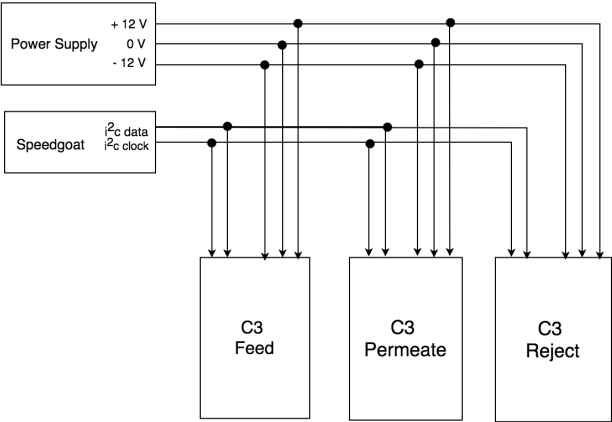 + 12 V
Power Supply
0 V
- 12 V
i²c data
Speedgoat
i²c clock
C3
Feed
C3
Permeate
C3
Reject